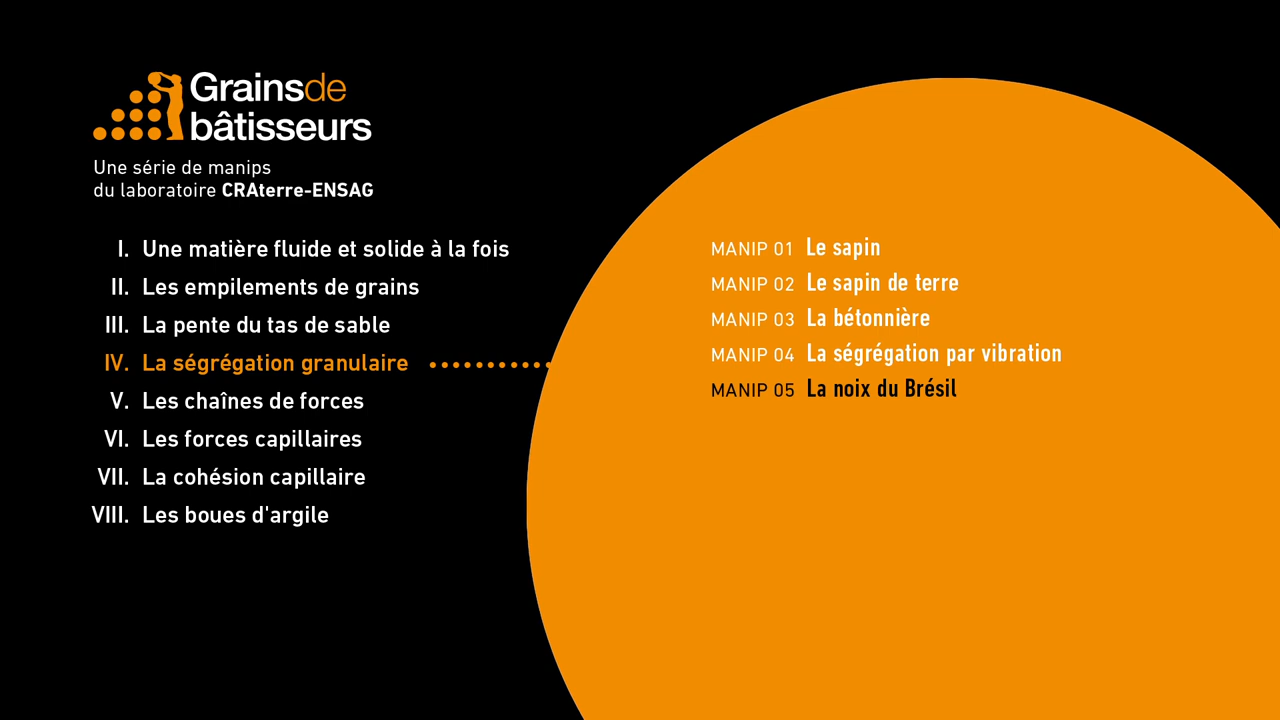 Grainsde
bâtisseurs
Une série de manips
du laboratoire CRAterre-ENSAG
I. Une matière fluide et solide à la fois
II. Les empilements de grains
III. La pente du tas de sable
IV. La ségrégation granulaire
V. Les chaînes de forces
VI. Les forces capillaires
VII. La cohésion capillaire
VIII. Les boues d'argile
MANIP 01 Le sapin
MANIP 02 Le sapin de terre
MANIP 03 La bétonnière
MANIP 04 La ségrégation par vibration
MANIP 05 La noix du Brésil